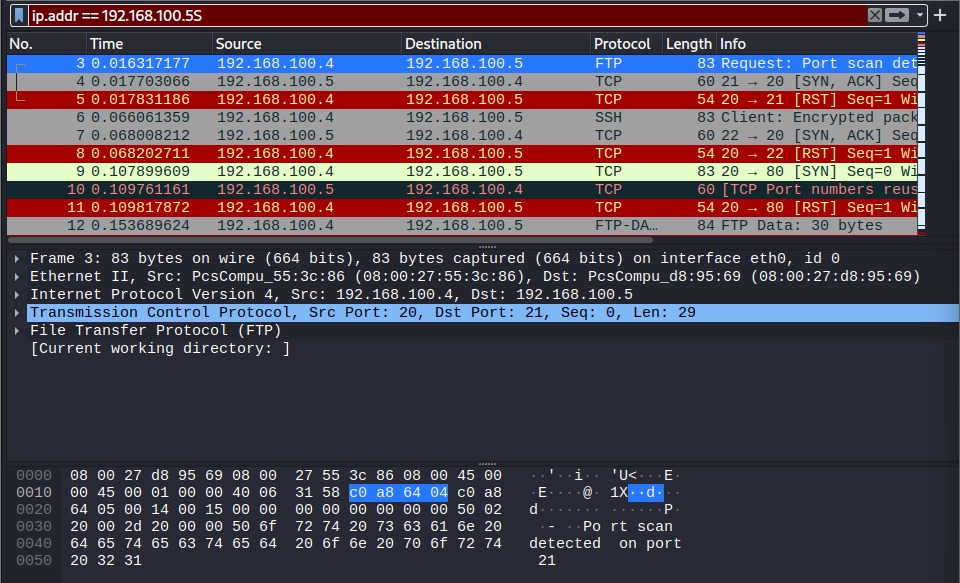 ip.addr == 192.168.100.5S
No. Time Source Destination Protocol Length Info
3 0.016317177 192.168.100.4 192.168.100.5 FTP 83 Request: Port scan det
4 0.017703066 192.168.100.5 192.168.100.4 TCP 60 21 → 20 [SYN, ACK] Seq
5 0.017831186 192.168.100.4 192.168.100.5 TCP 54 20 → 21 [RST] Seq=1 Wi
6 0.066061359 192.168.100.4 192.168.100.5 SSH 83 Client: Encrypted pack
7 0.068008212 192.168.100.5 192.168.100.4 TCP 60 22 → 20 [SYN, ACK] Seq
8 0.068202711 192.168.100.4 192.168.100.5 TCP 54 20 → 22 [RST] Seq=1 Wi
9 0.107899609 192.168.100.4 192.168.100.5 TCP 83 20 → 80 [SYN] Seq=0 Wi
10 0.109761161 192.168.100.5 192.168.100.4 TCP 60 [TCP Port numbers reus
11 0.109817872 192.168.100.4 192.168.100.5 TCP 54 20 → 80 [RST] Seq=1 Wi
12 0.153689624 192.168.100.4 192.168.100.5 FTP-DA… 84 FTP Data: 30 bytes
Frame 3: 83 bytes on wire (664 bits), 83 bytes captured (664 bits) on interface eth0, id 0
Ethernet II, Src: PcsCompu_55:3c:86 (08:00:27:55:3c:86), Dst: PcsCompu_d8:95:69 (08:00:27:d8:95:69)
Internet Protocol Version 4, Src: 192.168.100.4, Dst: 192.168.100.5
Transmission Control Protocol, Src Port: 20, Dst Port: 21, Seq: 0, Len: 29
File Transfer Protocol (FTP)
[Current working directory: ]
0000 08 00 27 d8 95 69 08 00 27 55 3c 86 08 00 45 00 ··'··i·· 'U<···E·
0010 00 45 00 01 00 00 40 06 31 58 c0 a8 64 04 c0 a8 ·E····@· 1X··d···
0020 64 05 00 14 00 15 00 00 00 00 00 00 00 00 50 02 d······· ······P·
0030 20 00 2d 20 00 00 50 6f 72 74 20 73 63 61 6e 20 ·- ··Po rt scan
0040 64 65 74 65 63 74 65 64 20 6f 6e 20 70 6f 72 74 detected on port
0050 20 32 31 21